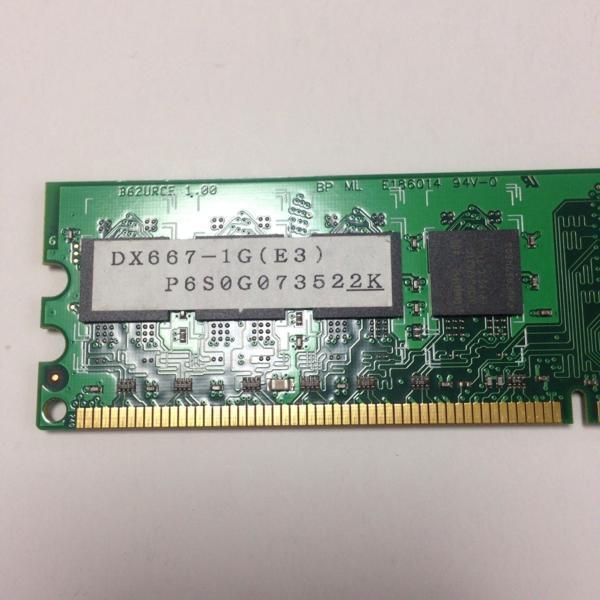 B62URCE 1.00
BP ML E186014 94V-0
DX667-1G(E3)
P6S0G073522K